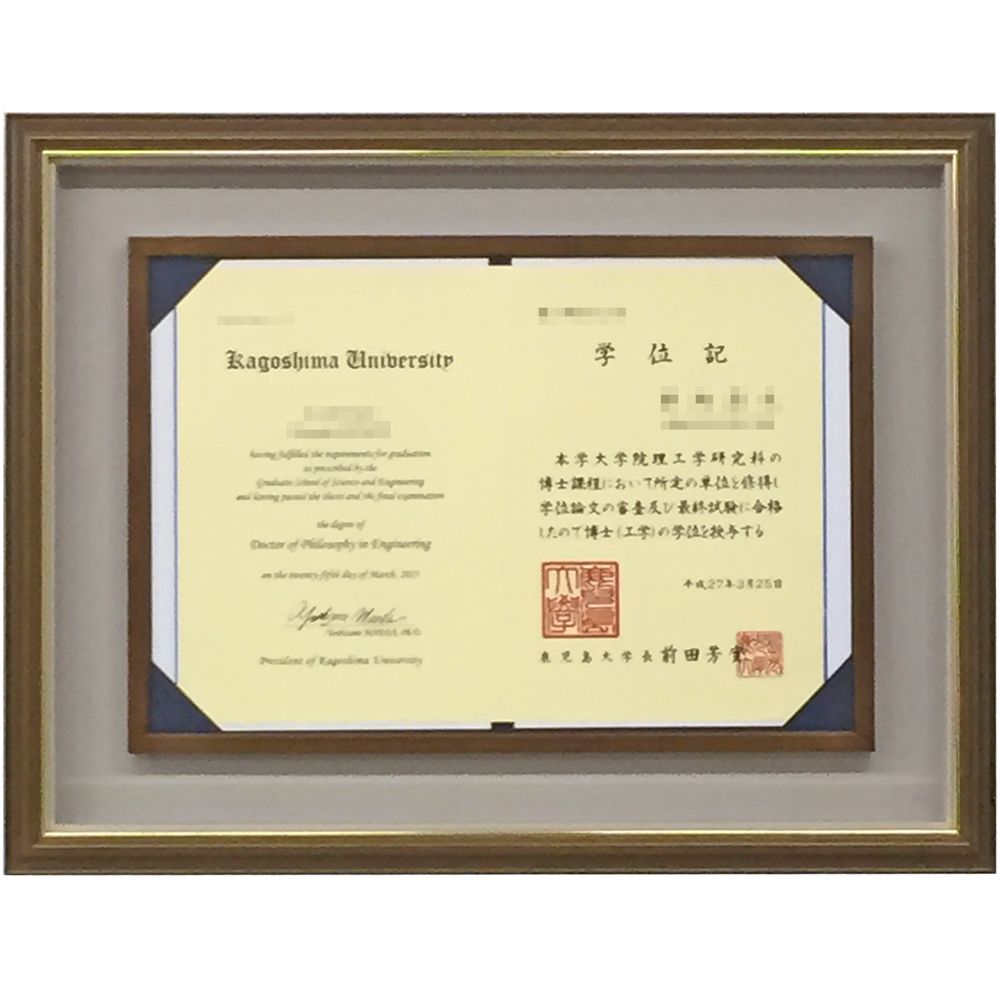 Kagoshima University
having fulfilled the requirements for graduation
as prescribed by the
Graduate School of Science and Engineering
and having passed the thesis and the final examination
the degree of
Doctor of Philosophy in Engineering
on the twenty-fifth day of March, 2015
Yoshizane MAEDA, Ph.D.
President of Kagoshima University
学位記
本学大学院理工学研究科の
博士課程において所定の単位を修得し
学位論文の審査及び最終試験に合格
したので博士(工学)の学位を授与する
平成27年3月25日
鹿児島大学長 前田芳實